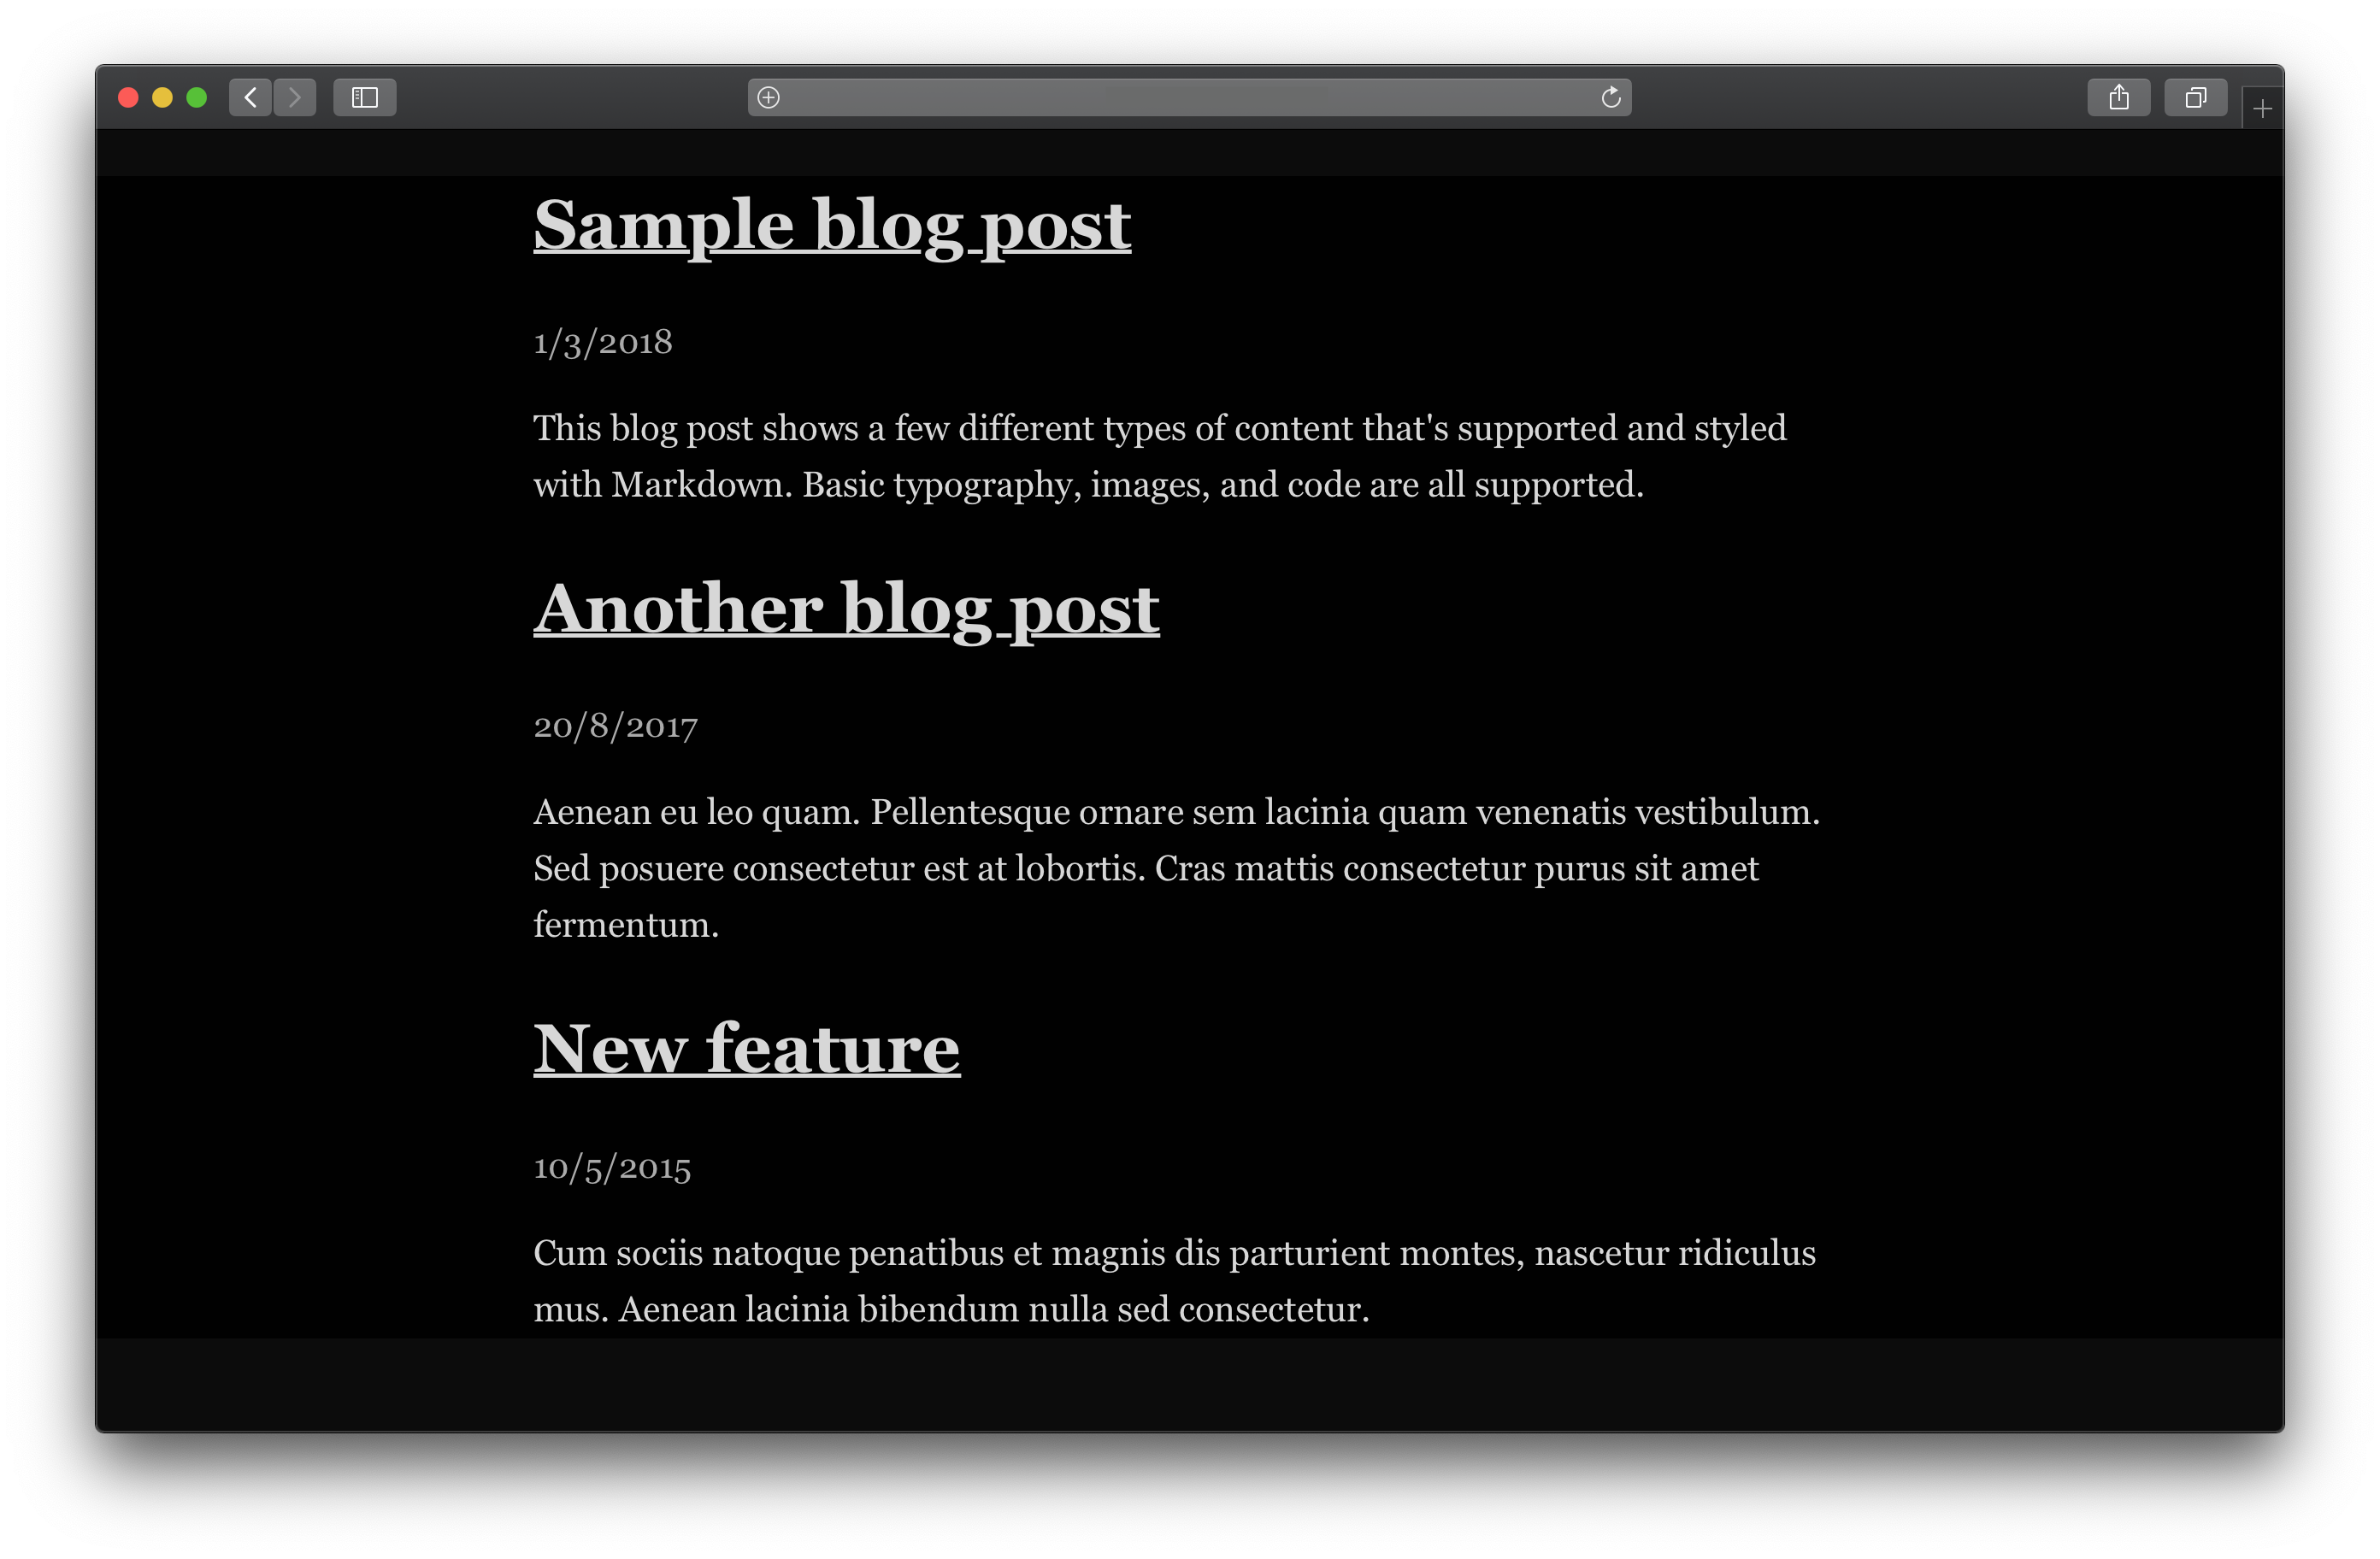 Sample blog post
1/3/2018
This blog post shows a few different types of content that's supported and styled
with Markdown. Basic typography, images, and code are all supported.
Another blog post
20/8/2017
Aenean eu leo quam. Pellentesque ornare sem lacinia quam venenatis vestibulum.
Sed posuere consectetur est at lobortis. Cras mattis consectetur purus sit amet
fermentum.
New feature
10/5/2015
Cum sociis natoque penatibus et magnis dis parturient montes, nascetur ridiculus
mus. Aenean lacinia bibendum nulla sed consectetur.